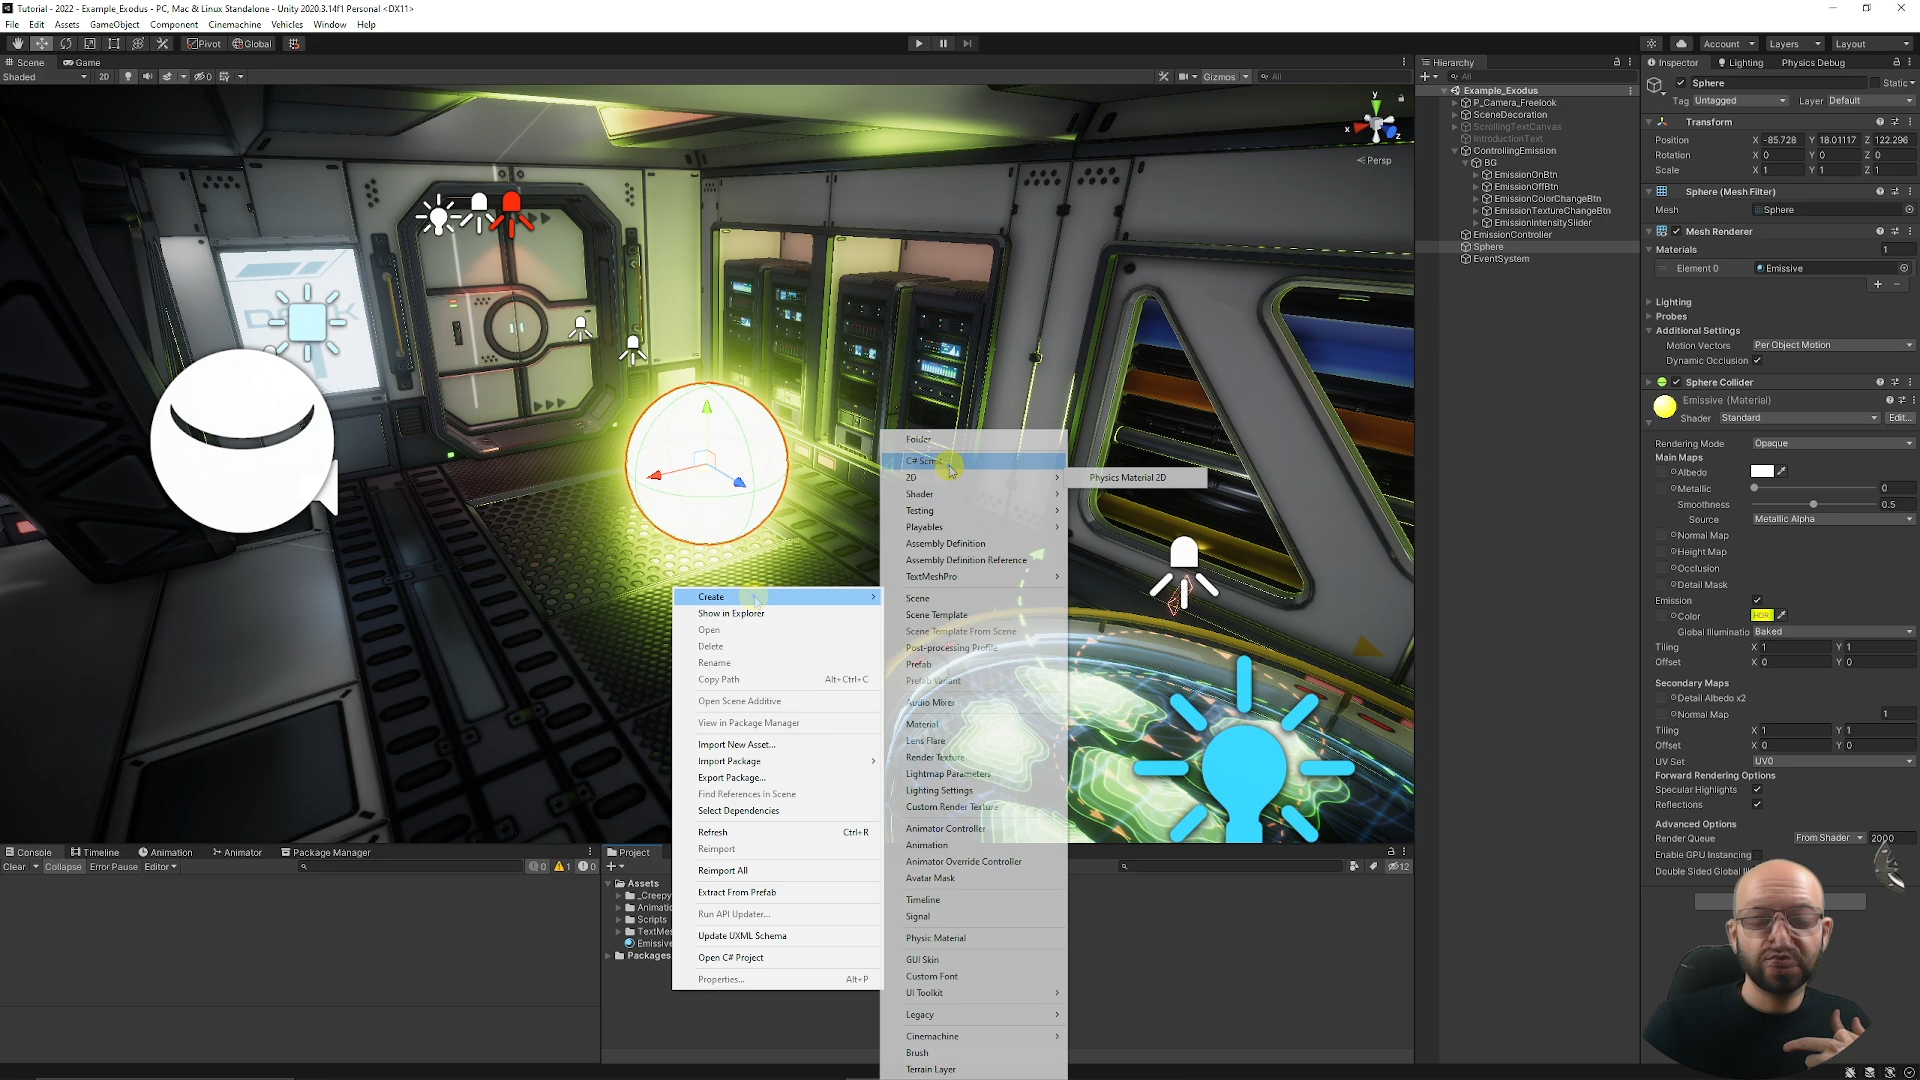 Tutorial - 2022 - Example_Exodus - PC, Mac & Linux Standalone - Unity 2020.3.14f1 Personal <DX11>
File Edit Assets GameObject Component Cinemachine Vehicles Window Help
Pivot Global
Account Layers Layout
Scene Game
Shaded 2D 0 Gizmos All
y
x
z
Persp
Hierarchy
All
Example_Exodus
P_Camera_Freelook
SceneDecoration
ScrollingTextCanvas
IntroductionText
ControllingEmission
BG
EmissionOnBtn
EmissionOffBtn
EmissionColorChangeBtn
EmissionTextureChangeBtn
EmissionIntensitySlider
EmissionController
Sphere
EventSystem
Inspector Lighting Physics Debug
Sphere Static
Tag Untagged Layer Default
Transform
Position X -85.728 Y 18.01117 Z 122.296
Rotation X 0 Y 0 Z 0
Scale X 1 Y 1 Z 1
Sphere (Mesh Filter)
Mesh Sphere
Mesh Renderer
Materials 1
Element 0 Emissive
Lighting
Probes
Additional Settings
Motion Vectors Per Object Motion
Dynamic Occlusion
Sphere Collider
Emissive (Material)
Shader Standard Edit...
Rendering Mode Opaque
Main Maps
Albedo
Metallic 0
Smoothness 0.5
Source Metallic Alpha
Normal Map
Height Map
Occlusion
Detail Mask
Emission
Color HDR
Global Illuminatio Baked
Tiling X 1 Y 1
Offset X 0 Y 0
Secondary Maps
Detail Albedo x2
Normal Map 1
Tiling X 1 Y 1
Offset X 0 Y 0
UV Set UV0
Forward Rendering Options
Specular Highlights
Reflections
Advanced Options
Render Queue From Shader 2000
Enable GPU Instancing
Double Sided Global Il
Create
Show in Explorer
Open
Delete
Rename
Copy Path Alt+Ctrl+C
Open Scene Additive
View in Package Manager
Import New Asset...
Import Package
Export Package...
Find References In Scene
Select Dependencies
Refresh Ctrl+R
Reimport
Reimport All
Extract From Prefab
Run API Updater...
Update UXML Schema
Open C# Project
Properties... Alt+P
Folder
C# Script
2D
Shader
Testing
Playables
Assembly Definition
Assembly Definition Reference
TextMeshPro
Scene
Scene Template
Scene Template From Scene
Post-processing Profile
Prefab
Prefab Variant
Audio Mixer
Material
Lens Flare
Render Texture
Lightmap Parameters
Lighting Settings
Custom Render Texture
Animator Controller
Animation
Animator Override Controller
Avatar Mask
Timeline
Signal
Physic Material
GUI Skin
Custom Font
UI Toolkit
Legacy
Cinemachine
Brush
Terrain Layer
Physics Material 2D
Console Timeline Animation Animator Package Manager
Clear Collapse Error Pause Editor 0 1 0
Project
12
Assets
_Creepy
Animatio
Scripts
TextMes
Emissive
Packages